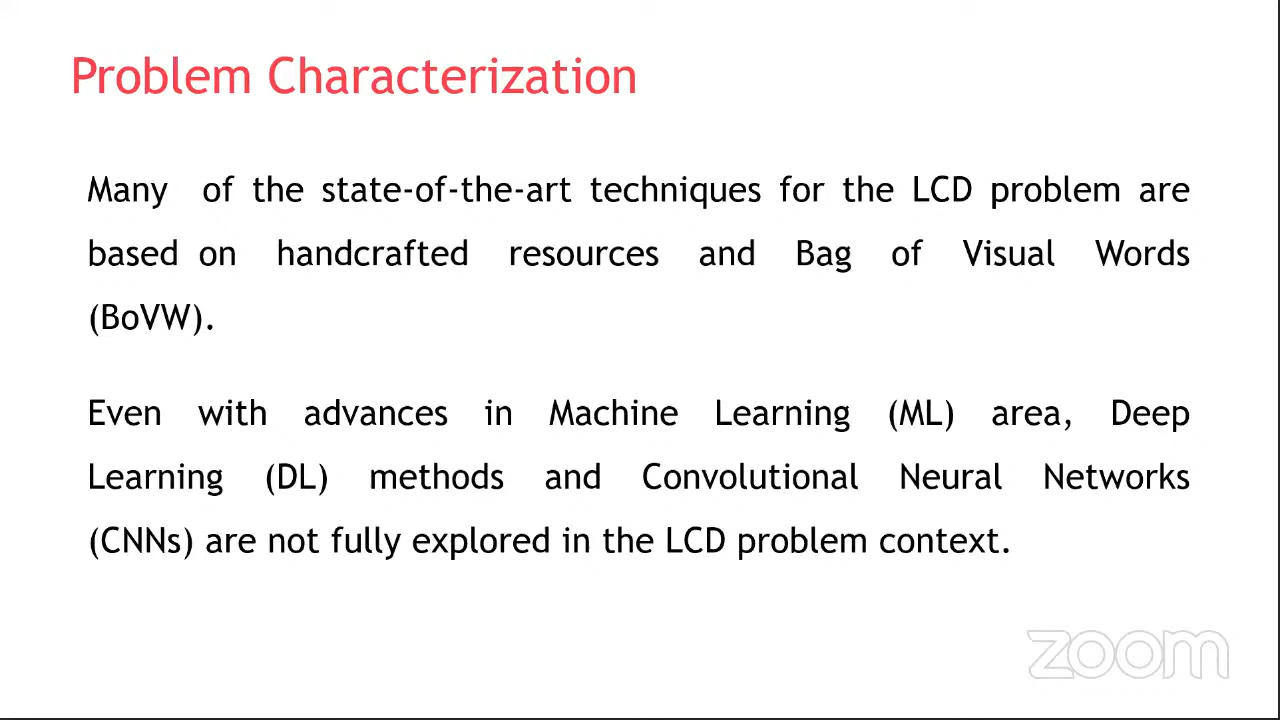 Problem Characterization
Many of the state-of-the-art techniques for the LCD problem are
based on handcrafted resources and Bag of Visual Words
(BoVW).
Even with advances in Machine Learning (ML) area, Deep
Learning (DL) methods and Convolutional Neural Networks
(CNNs) are not fully explored in the LCD problem context.
zoom